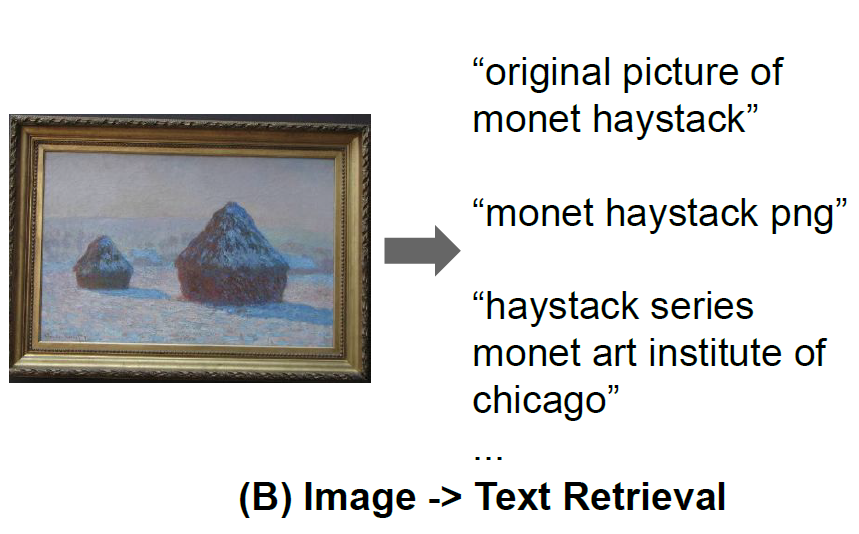 “original picture of
monet haystack”
“monet haystack png”
“haystack series
monet art institute of
chicago”
...
(B) Image -> Text Retrieval